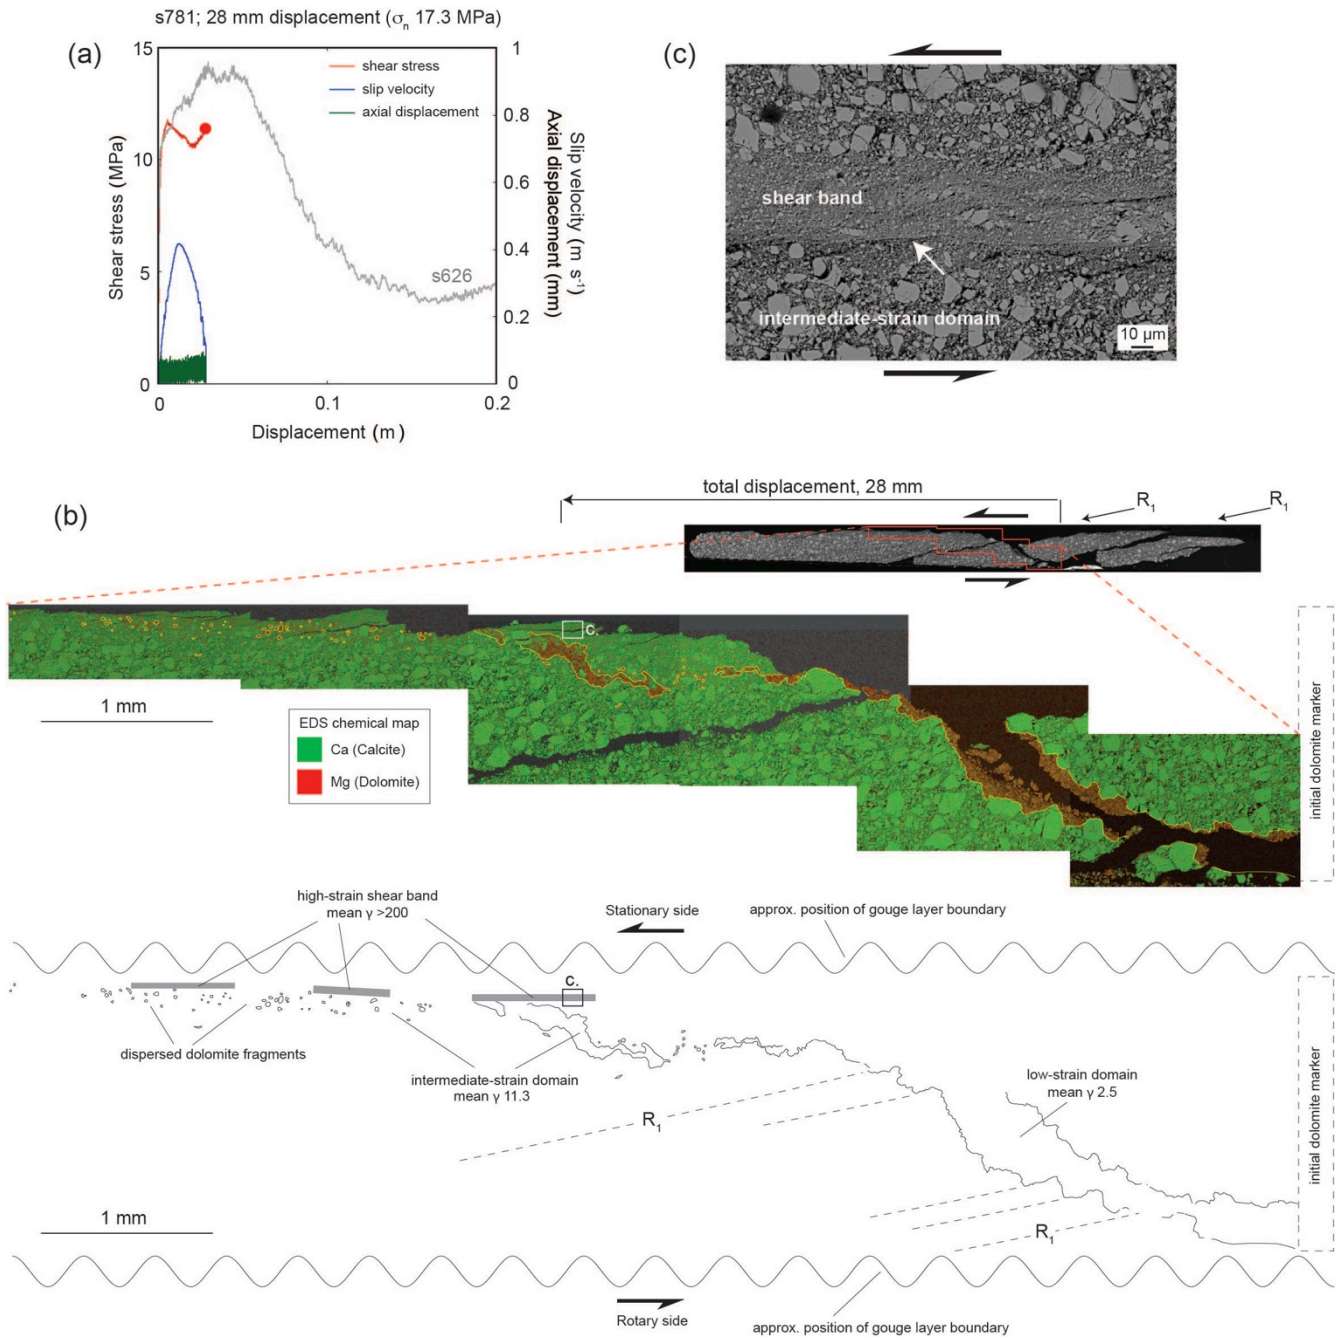 s781; 28 mm displacement (σn 17.3 MPa)
(a)
15
10
5
0
Shear stress (MPa)
shear stress
slip velocity
axial displacement
s626
1
0.8
0.6
0.4
0.2
0
Slip velocity (m s-1)
Axial displacement (mm)
0
0.1
0.2
Displacement (m)
(c)
shear band
intermediate-strain domain
10 µm
(b)
total displacement, 28 mm
R1
R1
c.
1 mm
EDS chemical map
Ca (Calcite)
Mg (Dolomite)
initial dolomite marker
high-strain shear band
mean γ >200
Stationary side
approx. position of gouge layer boundary
c.
dispersed dolomite fragments
intermediate-strain domain
mean γ 11.3
low-strain domain
mean γ 2.5
R1
R1
initial dolomite marker
1 mm
Rotary side
approx. position of gouge layer boundary